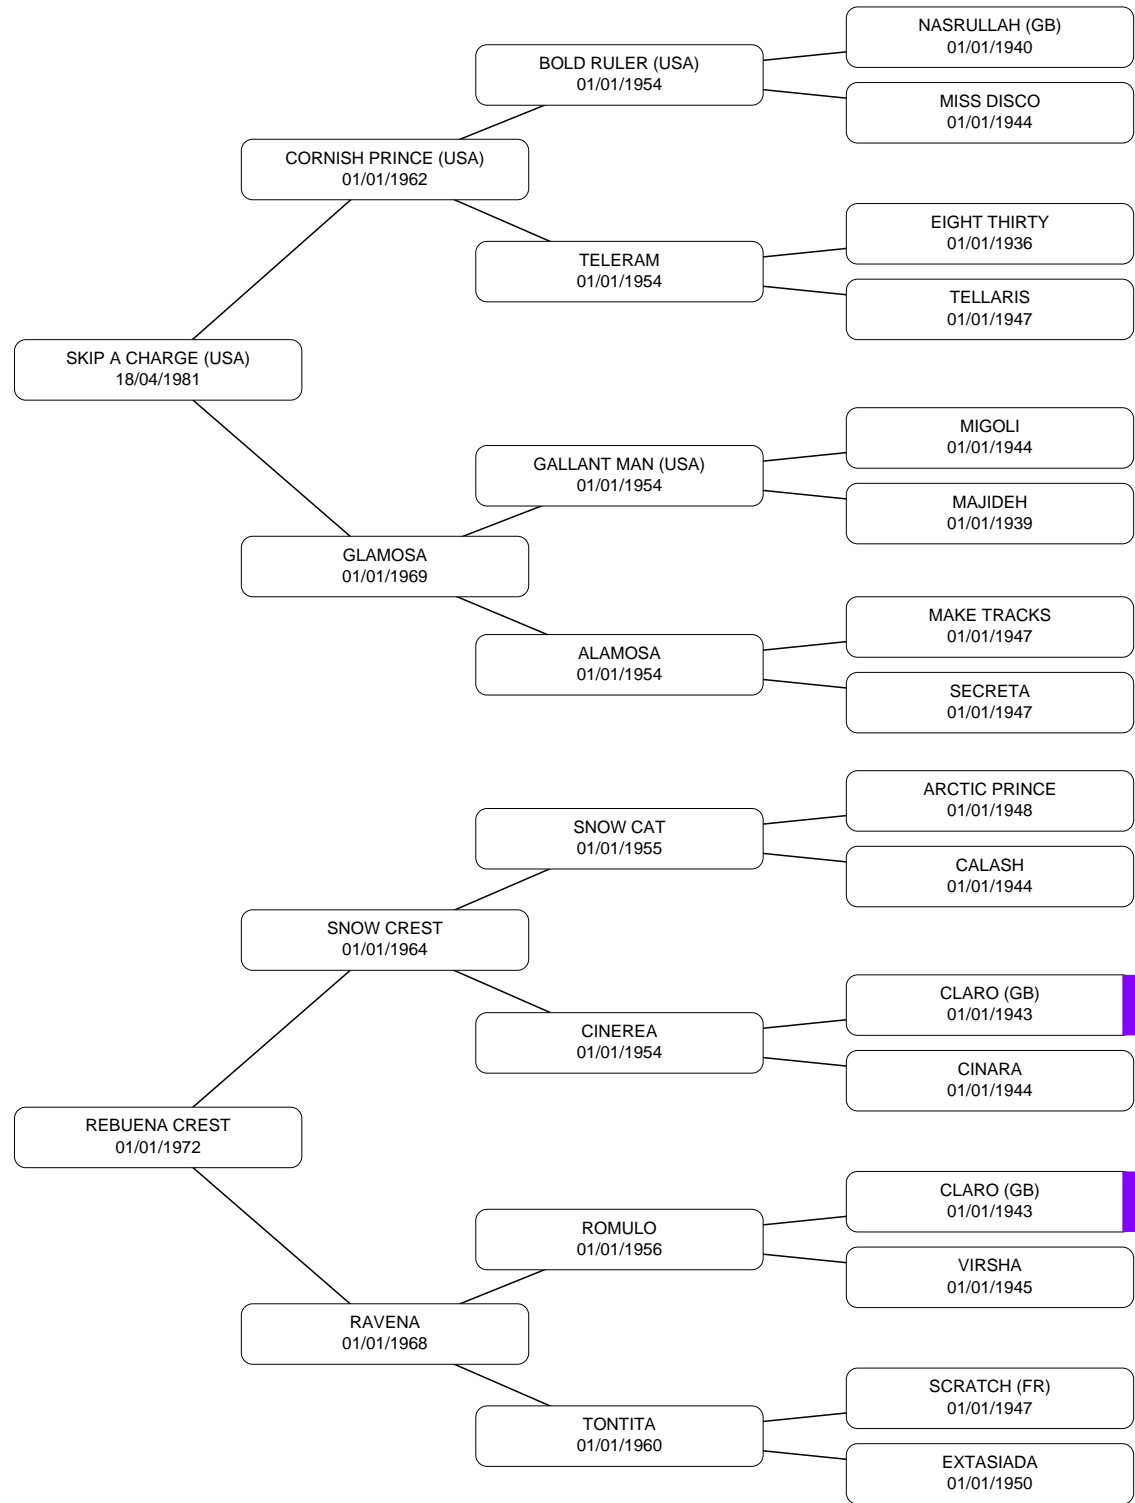 NASRULLAH (GB)
01/01/1940
BOLD RULER (USA)
01/01/1954
MISS DISCO
01/01/1944
CORNISH PRINCE (USA)
01/01/1962
EIGHT THIRTY
01/01/1936
TELERAM
01/01/1954
TELLARIS
01/01/1947
SKIP A CHARGE (USA)
18/04/1981
MIGOLI
01/01/1944
GALLANT MAN (USA)
01/01/1954
MAJIDEH
01/01/1939
GLAMOSA
01/01/1969
MAKE TRACKS
01/01/1947
ALAMOSA
01/01/1954
SECRETA
01/01/1947
ARCTIC PRINCE
01/01/1948
SNOW CAT
01/01/1955
CALASH
01/01/1944
SNOW CREST
01/01/1964
CLARO (GB)
01/01/1943
CINEREA
01/01/1954
CINARA
01/01/1944
REBUENA CREST
01/01/1972
CLARO (GB)
01/01/1943
ROMULO
01/01/1956
VIRSHA
01/01/1945
RAVENA
01/01/1968
SCRATCH (FR)
01/01/1947
TONTITA
01/01/1960
EXTASIADA
01/01/1950